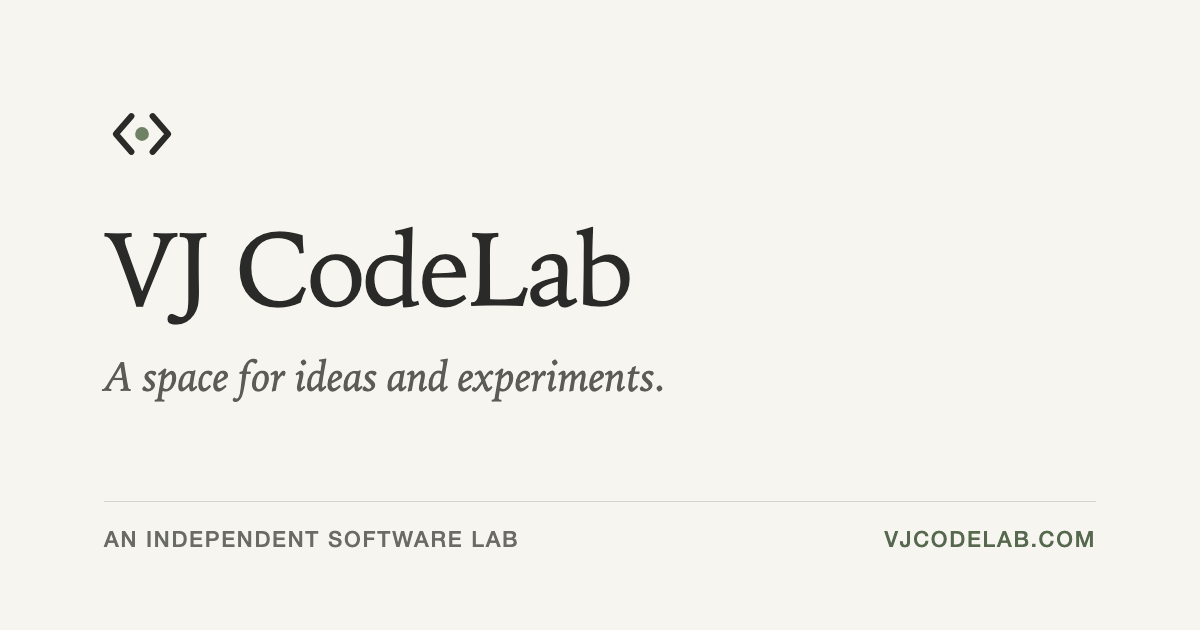 VJ CodeLab
A space for ideas and experiments.
AN INDEPENDENT SOFTWARE LAB
VJCODELAB.COM